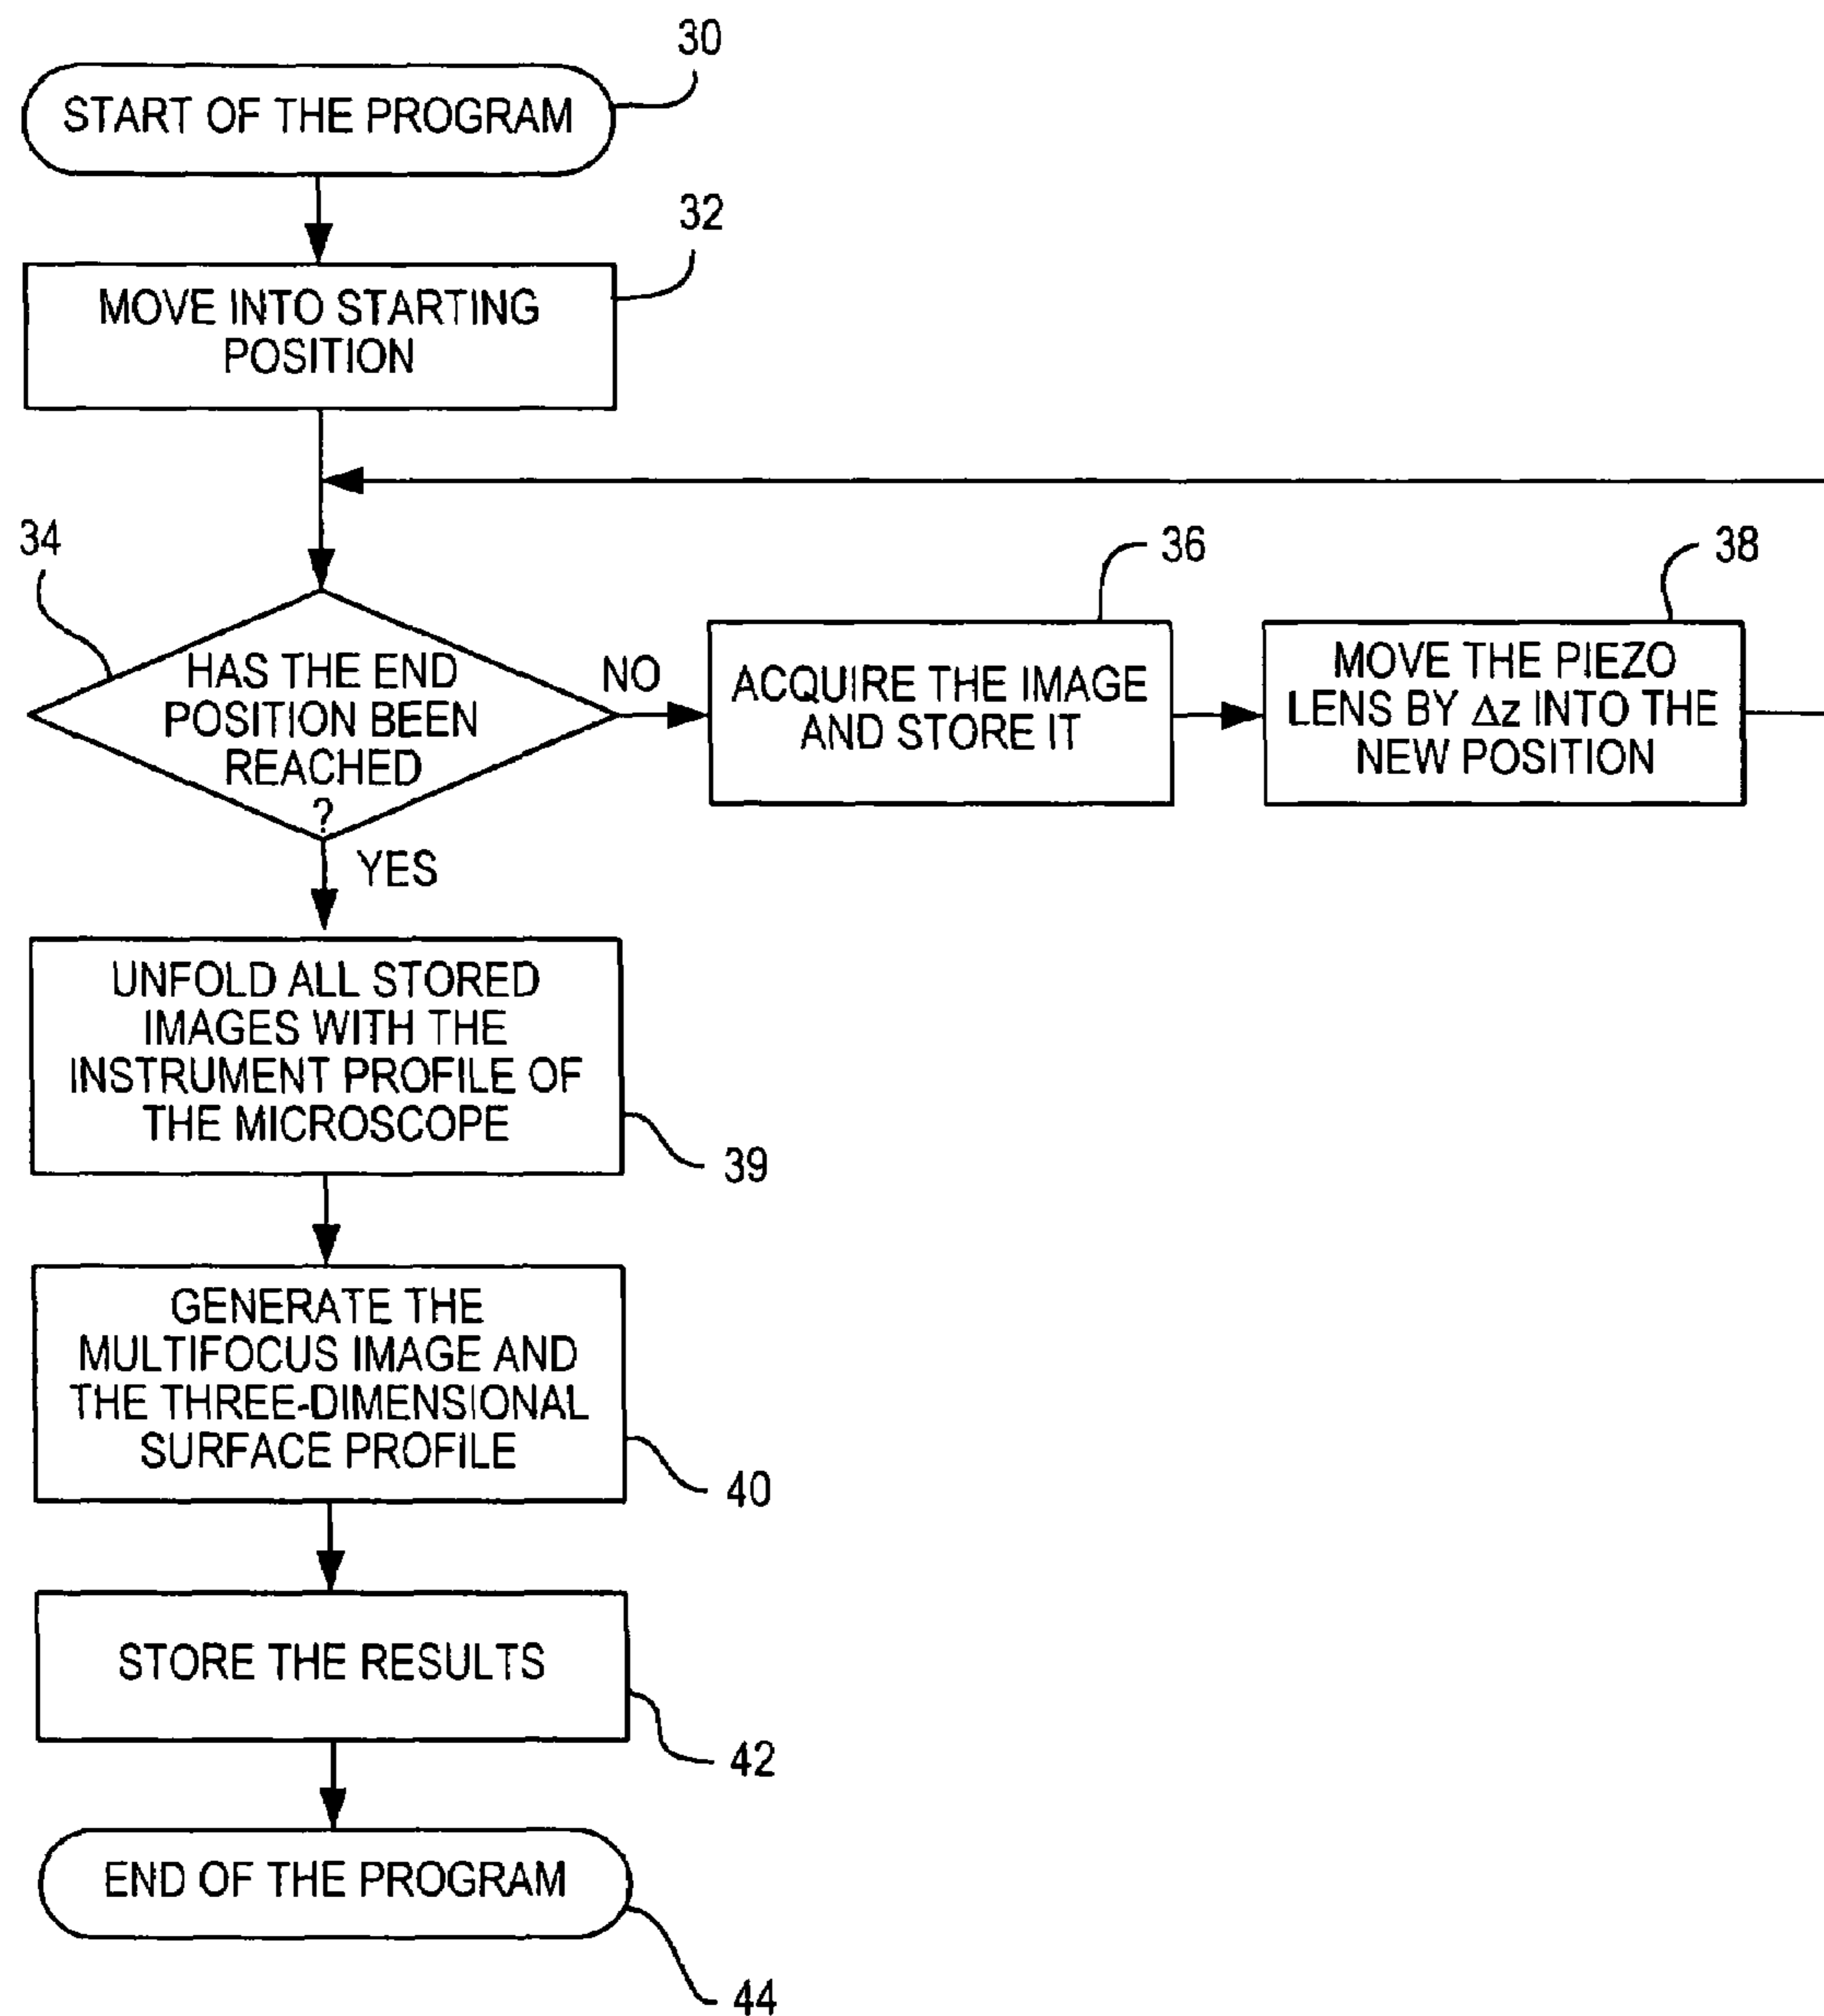 30
START OF THE PROGRAM
32
MOVE INTO STARTING
POSITION
34
HAS THE END
POSITION BEEN
REACHED
?
NO
YES
36
ACQUIRE THE IMAGE
AND STORE IT
38
MOVE THE PIEZO
LENS BY Δz INTO THE
NEW POSITION
UNFOLD ALL STORED
IMAGES WITH THE
INSTRUMENT PROFILE OF
THE MICROSCOPE
39
GENERATE THE
MULTIFOCUS IMAGE AND
THE THREE-DIMENSIONAL
SURFACE PROFILE
40
STORE THE RESULTS
42
END OF THE PROGRAM
44